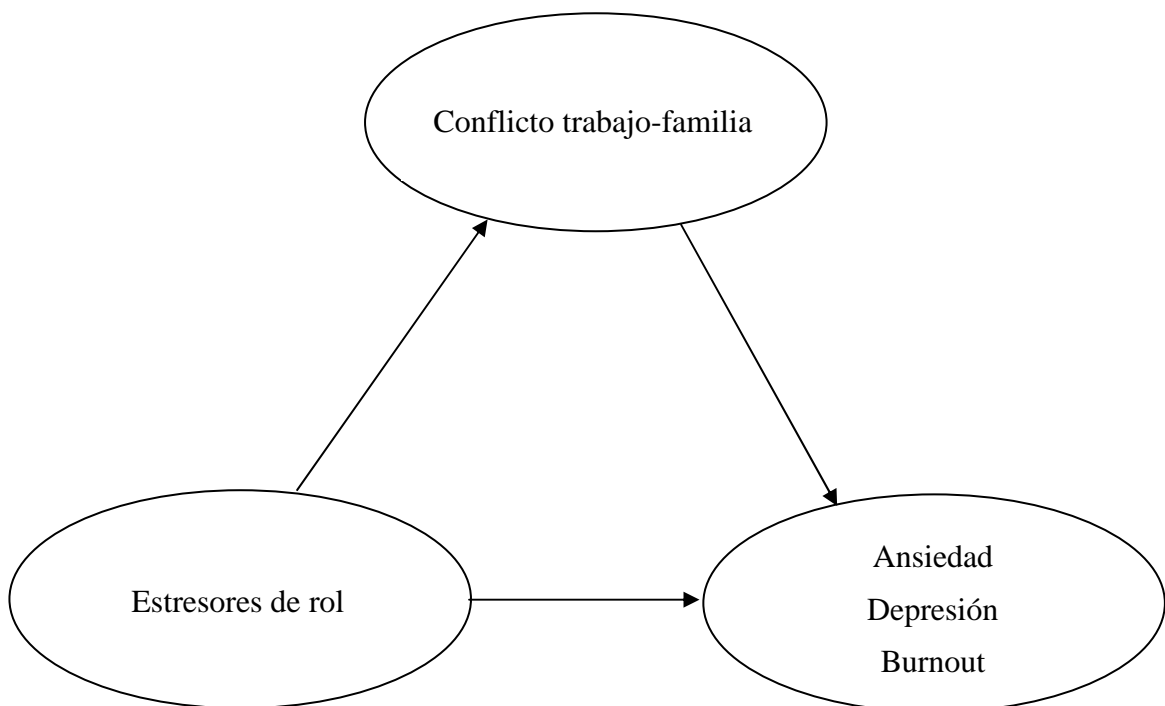 Conflicto trabajo-familia
Estresores de rol
Ansiedad
Depresión
Burnout